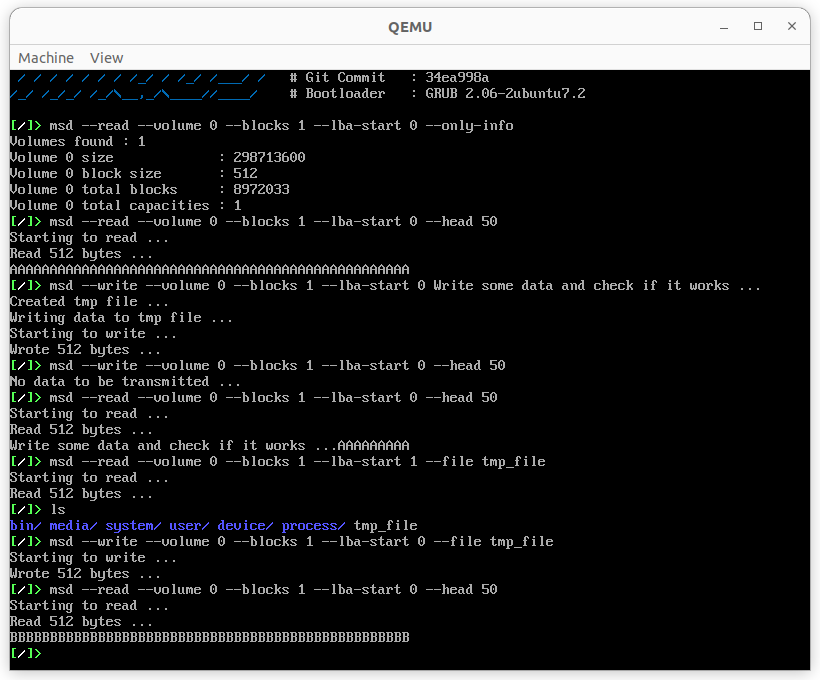 QEMU
Machine View
# Git Commit : 34ea998a
# Bootloader : GRUB 2.06-2ubuntu7.2
[/]> msd --read --volume 0 --blocks 1 --lba-start 0 --only-info
Volumes found : 1
Volume 0 size : 298713600
Volume 0 block size : 512
Volume 0 total blocks : 8972033
Volume 0 total capacities : 1
[/]> msd --read --volume 0 --blocks 1 --lba-start 0 --head 50
Starting to read ...
Read 512 bytes ...
AAAAAAAAAAAAAAAAAAAAAAAAAAAAAAAAAAAAAAAAAAAAAAAAAA
[/]> msd --write --volume 0 --blocks 1 --lba-start 0 Write some data and check if it works ...
Created tmp file ...
Writing data to tmp file ...
Starting to write ...
Wrote 512 bytes ...
[/]> msd --write --volume 0 --blocks 1 --lba-start 0 --head 50
No data to be transmitted ...
[/]> msd --read --volume 0 --blocks 1 --lba-start 0 --head 50
Starting to read ...
Read 512 bytes ...
Write some data and check if it works ...AAAAAAAAA
[/]> msd --read --volume 0 --blocks 1 --lba-start 1 --file tmp_file
Starting to read ...
Read 512 bytes ...
[/]> ls
bin/ media/ system/ user/ device/ process/ tmp_file
[/]> msd --write --volume 0 --blocks 1 --lba-start 0 --file tmp_file
Starting to write ...
Wrote 512 bytes ...
[/]> msd --read --volume 0 --blocks 1 --lba-start 0 --head 50
Starting to read ...
Read 512 bytes ...
BBBBBBBBBBBBBBBBBBBBBBBBBBBBBBBBBBBBBBBBBBBBBBBBBB
[/]>